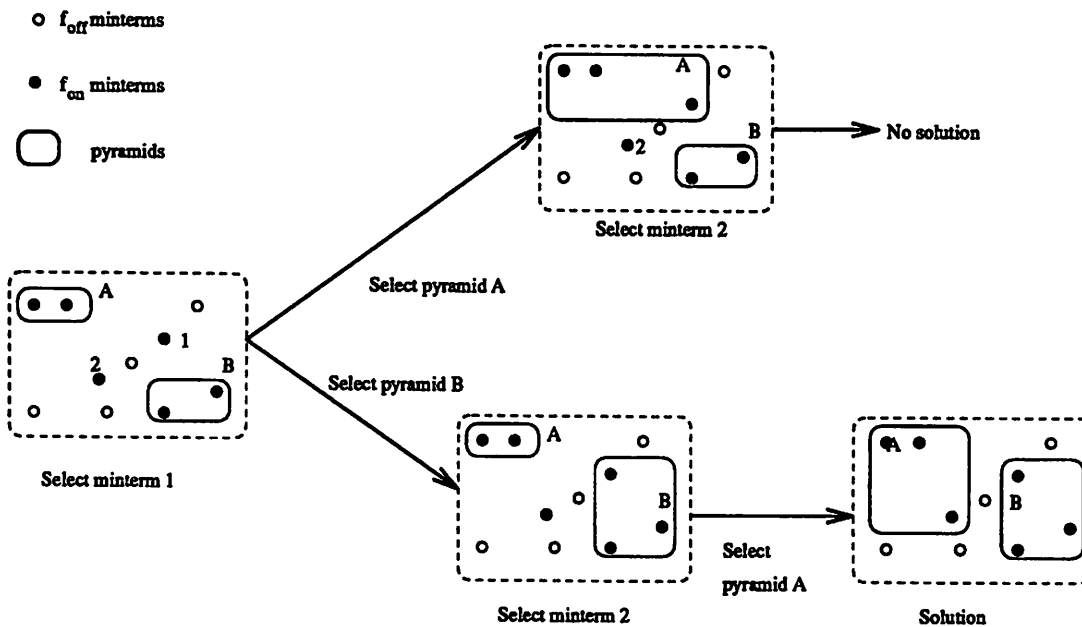 f_off minterms
f_on minterms
pyramids
A
B
2
No solution
Select minterm 2
Select pyramid A
A
1
2
B
Select pyramid B
Select minterm 1
A
B
Select
pyramid A
Select minterm 2
A
B
Solution